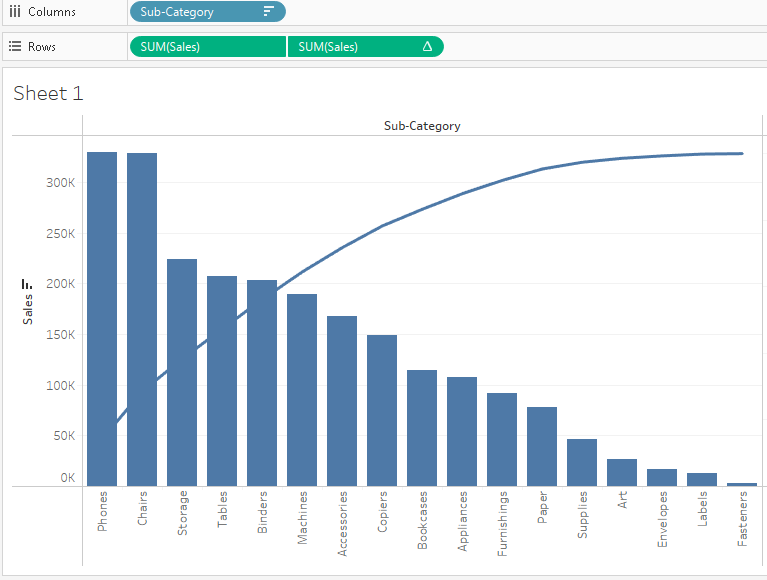 Columns
Sub-Category
Rows
SUM(Sales)
SUM(Sales) Δ
Sheet 1
Sub-Category
300K
250K
200K
150K
100K
50K
0K
Sales
Phones
Chairs
Storage
Tables
Binders
Machines
Accessories
Copiers
Bookcases
Appliances
Furnishings
Paper
Supplies
Art
Envelopes
Labels
Fasteners